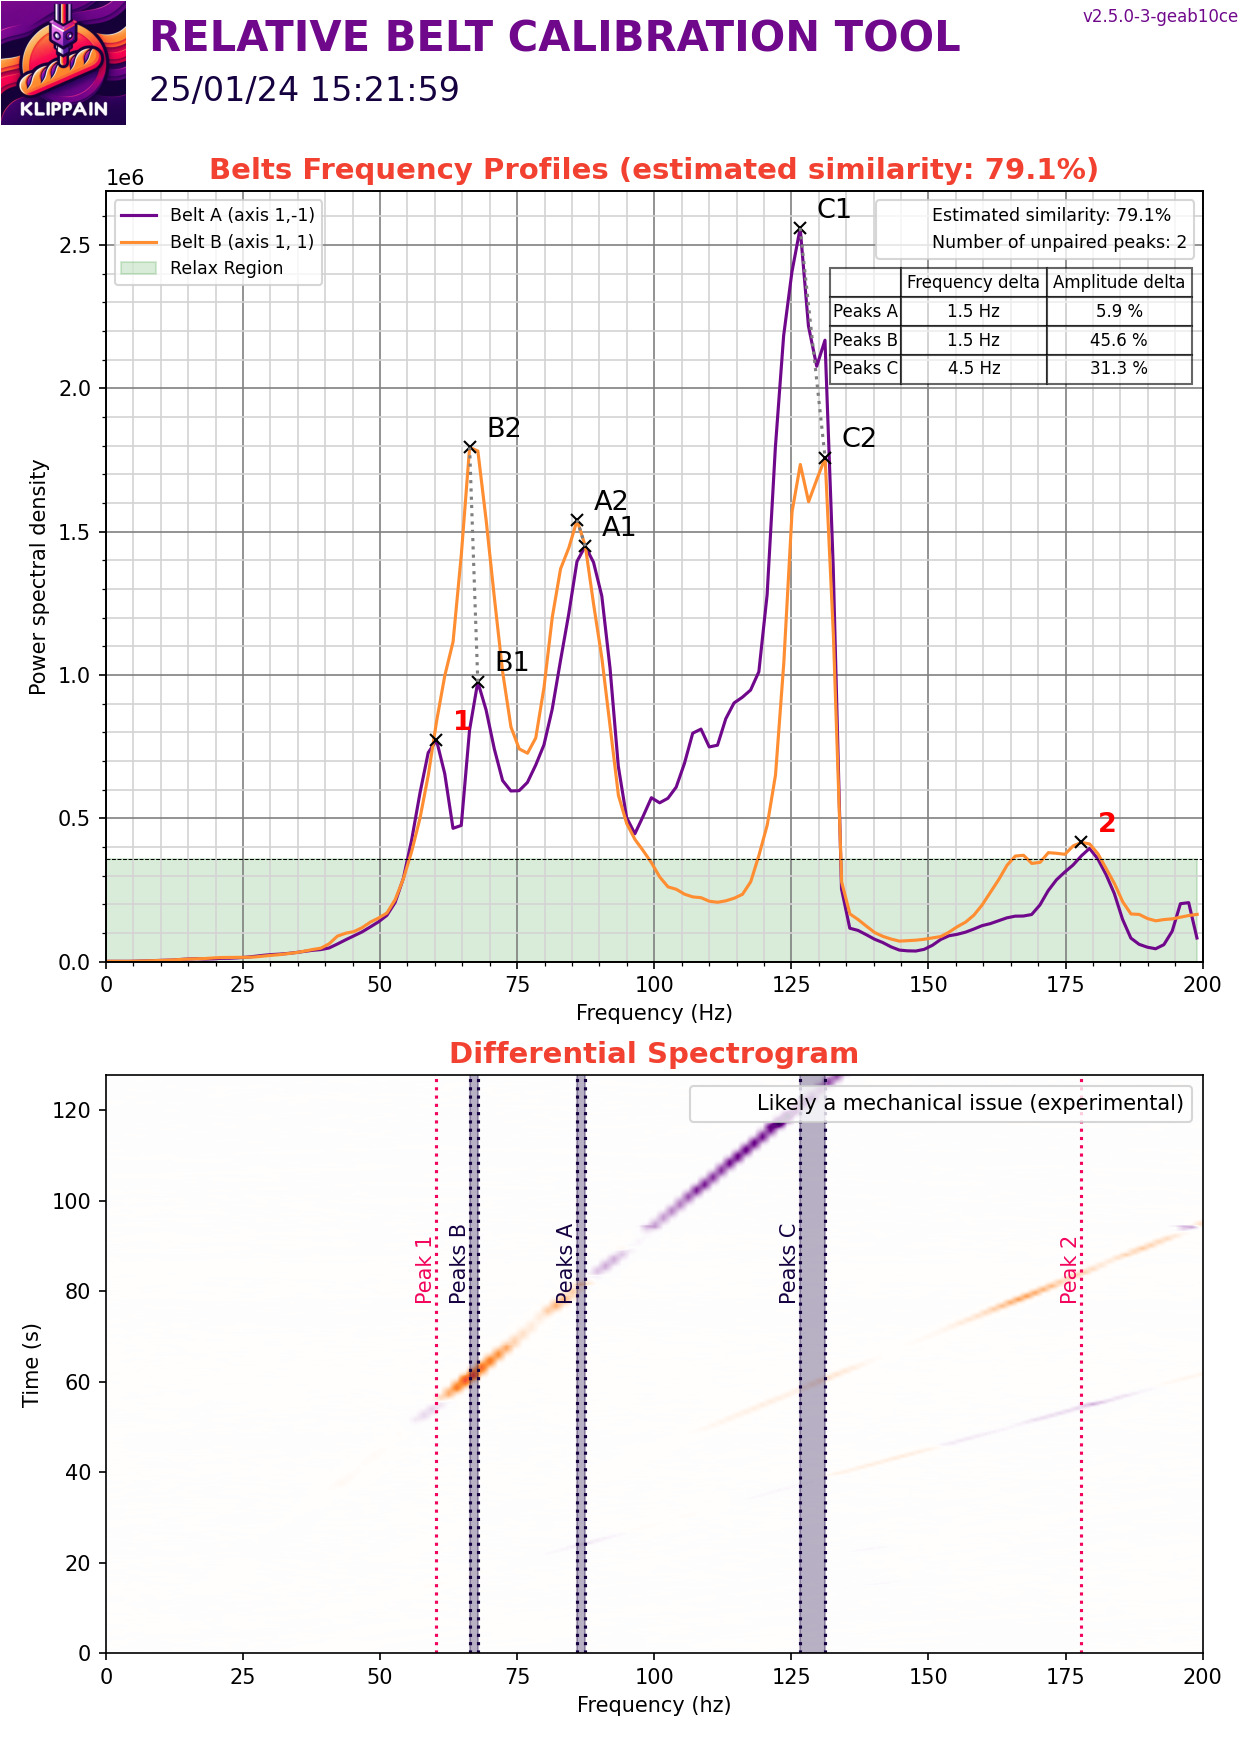 v2.5.0-3-geab10ce
RELATIVE BELT CALIBRATION TOOL
25/01/24 15:21:59
KLIPPAIN
Belts Frequency Profiles (estimated similarity: 79.1%)
1e6
Belt A (axis 1,-1)
Belt B (axis 1, 1)
Relax Region
Estimated similarity: 79.1%
Number of unpaired peaks: 2
Frequency delta Amplitude delta
Peaks A 1.5 Hz 5.9 %
Peaks B 1.5 Hz 45.6 %
Peaks C 4.5 Hz 31.3 %
C1
C2
B2
A2
A1
B1
1
2
Power spectral density
2.5
2.0
1.5
1.0
0.5
0.0
0 25 50 75 100 125 150 175 200
Frequency (Hz)
Differential Spectrogram
Likely a mechanical issue (experimental)
Peak 1
Peaks B
Peaks A
Peaks C
Peak 2
Time (s)
120
100
80
60
40
20
0
0 25 50 75 100 125 150 175 200
Frequency (hz)